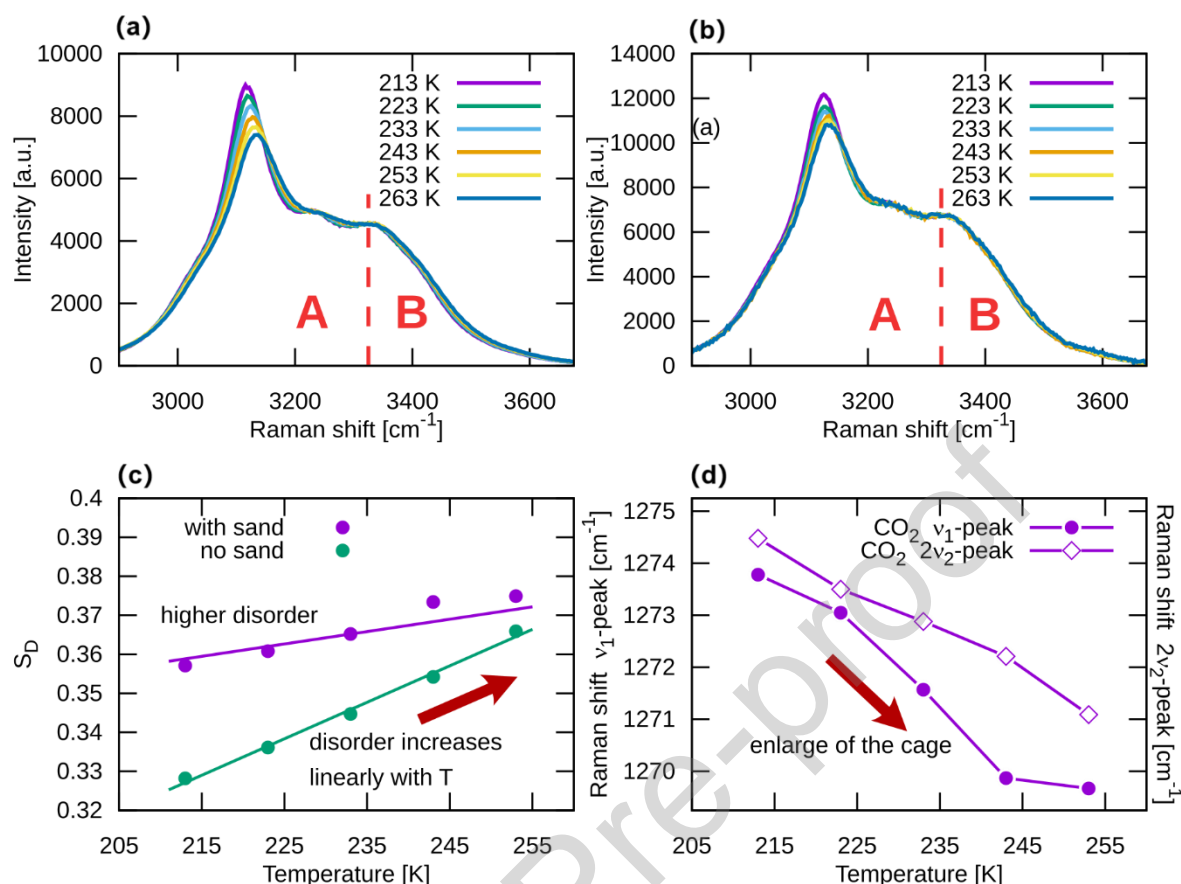 (a)
10000
8000
6000
4000
2000
0
Intensity [a.u.]
213 K
223 K
233 K
243 K
253 K
263 K
A B
3000 3200 3400 3600
Raman shift [cm-1]
(b)
14000
12000
10000
8000
6000
4000
2000
0
Intensity [a.u.]
(a)
213 K
223 K
233 K
243 K
253 K
263 K
A B
3000 3200 3400 3600
Raman shift [cm-1]
(c)
0.4
0.39
0.38
0.37
0.36
0.35
0.34
0.33
0.32
SD
with sand
no sand
higher disorder
disorder increases
linearly with T
205 215 225 235 245 255
Temperature [K]
(d)
Raman shift ν1-peak [cm-1]
1275
1274
1273
1272
1271
1270
CO2 ν1-peak
CO2 2ν2-peak
enlarge of the cage
205 215 225 235 245 255
Temperature [K]
Raman shift 2ν2-peak [cm-1]
Pre-proof